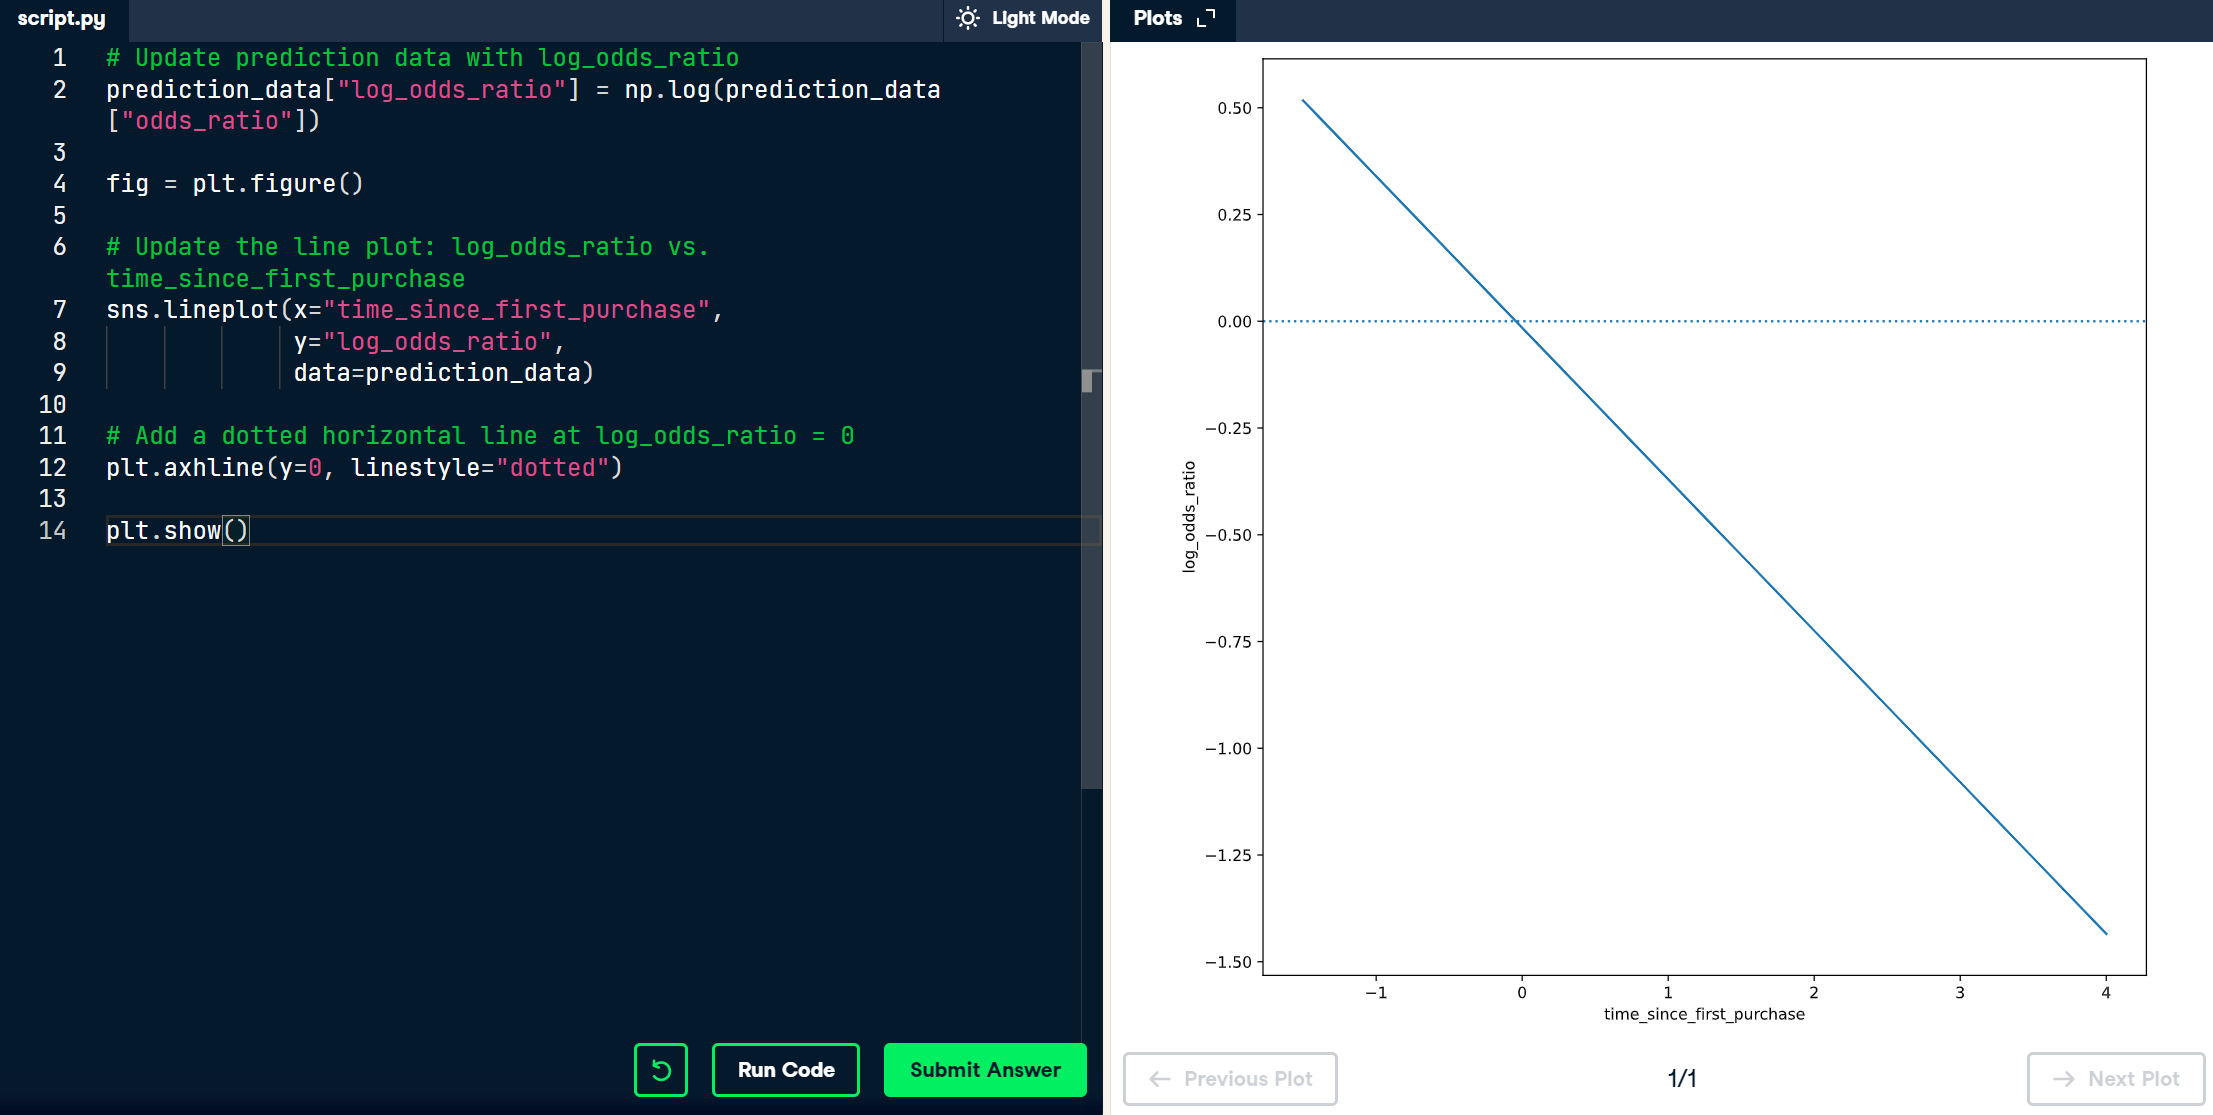 script.py
Light Mode
1 # Update prediction data with log_odds_ratio
2 prediction_data["log_odds_ratio"] = np.log(prediction_data
["odds_ratio"])
3
4 fig = plt.figure()
5
6 # Update the line plot: log_odds_ratio vs.
time_since_first_purchase
7 sns.lineplot(x="time_since_first_purchase",
8 y="log_odds_ratio",
9 data=prediction_data)
10
11 # Add a dotted horizontal line at log_odds_ratio = 0
12 plt.axhline(y=0, linestyle="dotted")
13
14 plt.show()
Run Code
Submit Answer
Plots
0.50
0.25
0.00
−0.25
−0.50
−0.75
−1.00
−1.25
−1.50
log_odds_ratio
−1 0 1 2 3 4
time_since_first_purchase
Previous Plot
1/1
Next Plot